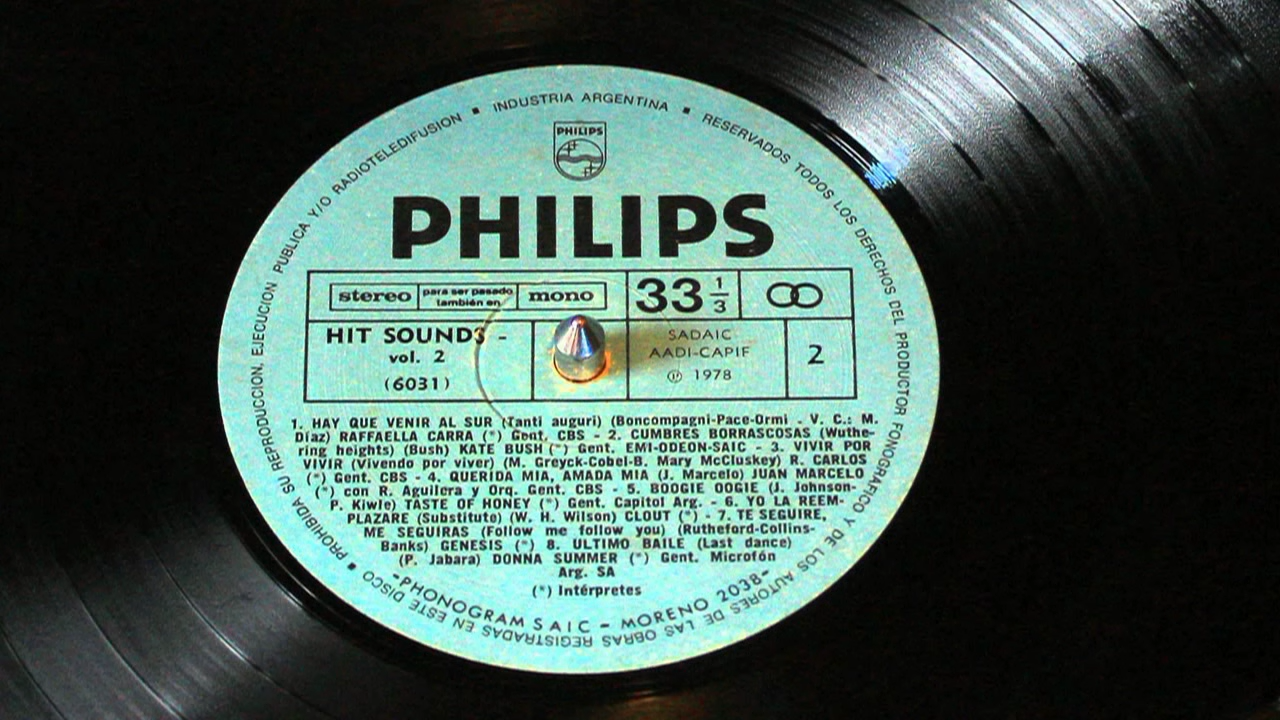 PROHIBIDA SU REPRODUCCION, EJECUCION PUBLICA Y/O RADIOTELEDIFUSION ▪ INDUSTRIA ARGENTINA ▪ RESERVADOS TODOS LOS DERECHOS DEL PRODUCTOR FONOGRAFICO Y DE LOS AUTORES DE LAS OBRAS REGISTRADAS EN ESTE DISCO ▪
PHILIPS
PHILIPS
stereo para ser pasado también en mono 33 1/3
HIT SOUNDS -
vol. 2
(6031)
SADAIC
AADI-CAPIF
℗ 1978
2
1. HAY QUE VENIR AL SUR (Tanti auguri) (Boncompagni-Pace-Ormi - V. C.: M.
Díaz) RAFFAELLA CARRA (*) Gent. CBS - 2. CUMBRES BORRASCOSAS (Wuthe-
ring heights) (Bush) KATE BUSH (*) Gent. EMI-ODEON-SAIC - 3. VIVIR POR
VIVIR (Vivendo por viver) (M. Greyck-Cobel-B. Mary McCluskey) R. CARLOS
(*) Gent. CBS - 4. QUERIDA MIA, AMADA MIA (J. Marcelo) JUAN MARCELO
(*) con R. Aguilera y Orq. Gent. CBS - 5. BOOGIE OOGIE (J. Johnson-
P. Kiwle) TASTE OF HONEY (*) Gent. Capitol Arg. - 6. YO LA REEM-
PLAZARE (Substitute) (W. H. Wilson) CLOUT (*) - 7. TE SEGUIRE,
ME SEGUIRAS (Follow me follow you) (Rutheford-Collins-
Banks) GENESIS (*) 8. ULTIMO BAILE (Last dance)
(P. Jabara) DONNA SUMMER (*) Gent. Microfón
Arg. SA
(*) Intérpretes
-PHONOGRAM SAIC - MORENO 2038-